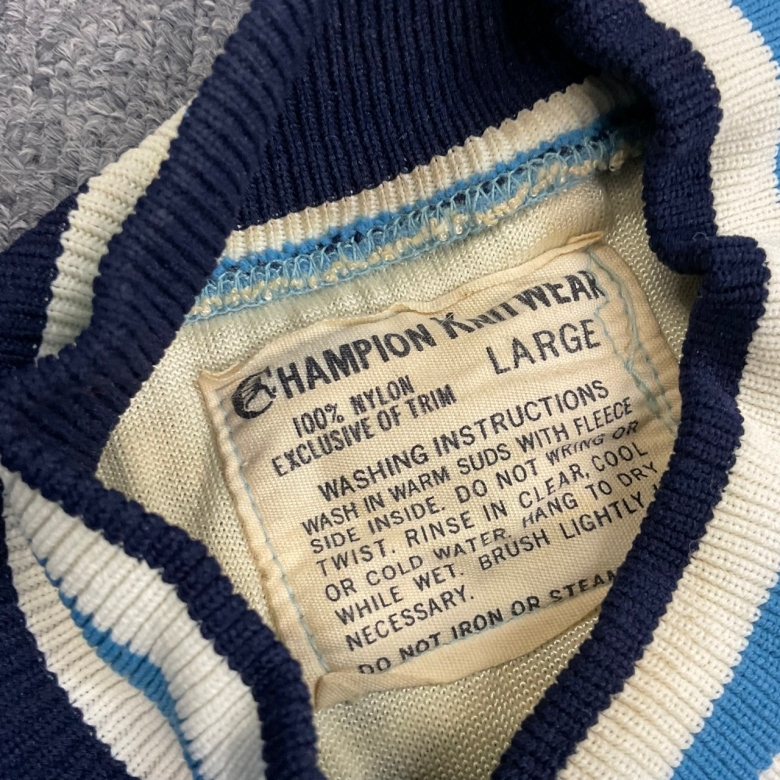 CHAMPION KNITWEAR
LARGE
100% NYLON
EXCLUSIVE OF TRIM
WASHING INSTRUCTIONS
WASH IN WARM SUDS WITH FLEECE
SIDE INSIDE. DO NOT WRING OR
TWIST. RINSE IN CLEAR, COOL
OR COLD WATER. HANG TO DRY
WHILE WET. BRUSH LIGHTLY
NECESSARY.
DO NOT IRON OR STEAM